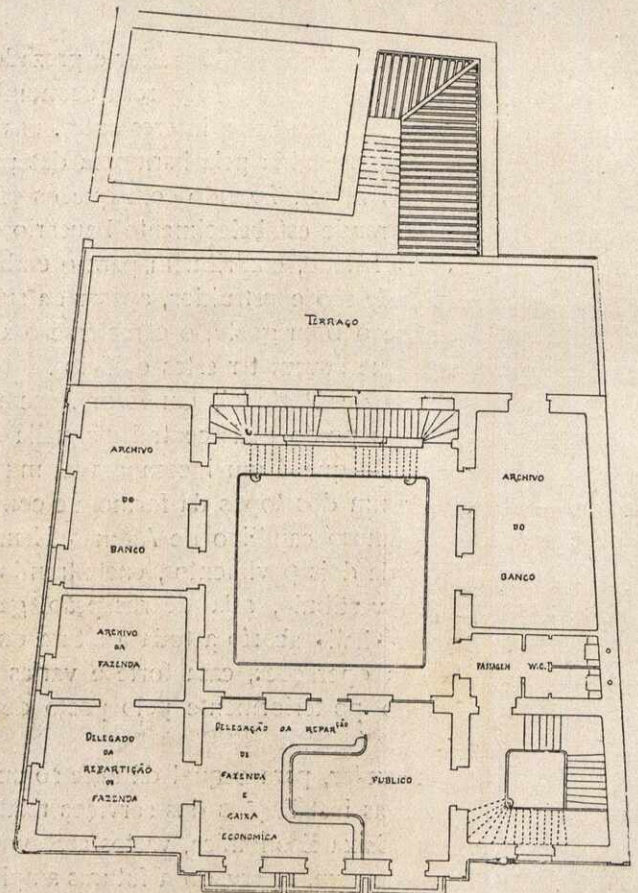 TERRAÇO
ARCHIVO
DO
BANCO
ARCHIVO
DO
BANCO
ARCHIVO
DA
FAZENDA
PASSAGEM
W.C.
DELEGADO
DA
REPARTIÇÃO
DE
FAZENDA
DELEGAÇÃO DA REPARÇÃO
DE
FAZENDA
E
CAIXA
ECONOMICA
PUBLICO